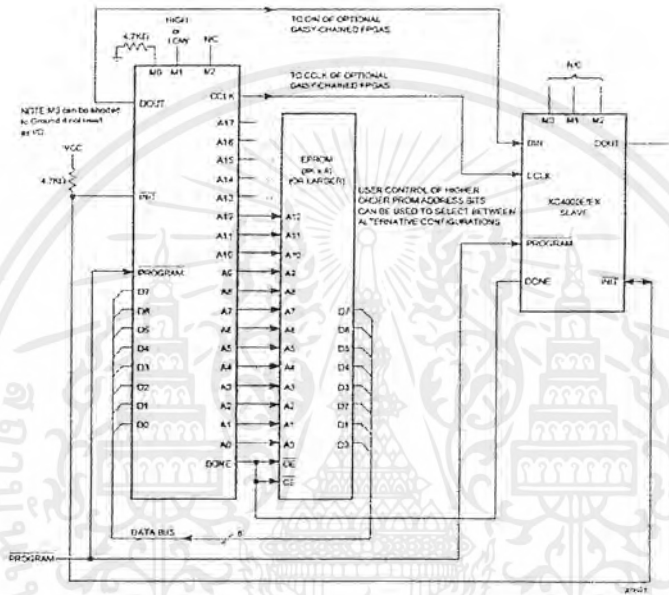 HIGH
or
LOW
N/C
4.7KΩ
M0 M1 M2
TO DIN OF OPTIONAL
DAISY-CHAINED FPGAS
TO CCLK OF OPTIONAL
DAISY-CHAINED FPGAS
N/C
M0 M1 M2
NOTE: M2 can be shorted
to Ground if not used
as I/O
VCC
4.7KΩ
DOUT
CCLK
INIT
PROGRAM
D7
D6
D5
D4
D3
D2
D1
D0
A17
A16
A15
A14
A13
A12
A11
A10
A9
A8
A7
A6
A5
A4
A3
A2
A1
A0
DONE
EPROM
(8K x 8)
(OR LARGER)
A12
A11
A10
A9
A8
A7
A6
A5
A4
A3
A2
A1
A0
OE
CE
D7
D6
D5
D4
D3
D2
D1
D0
USER CONTROL OF HIGHER
ORDER PROM ADDRESS BITS
CAN BE USED TO SELECT BETWEEN
ALTERNATIVE CONFIGURATIONS
DIN
DOUT
CCLK
XC4000E/EX
SLAVE
PROGRAM
DONE
INIT
DATA BUS
8
PROGRAM